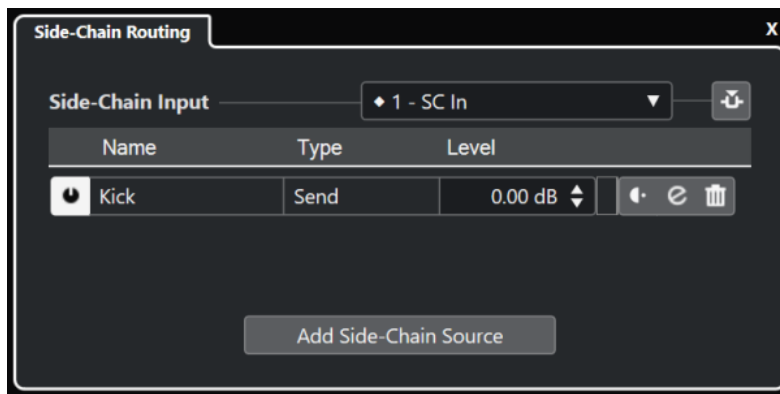 Side-Chain Routing X
Side-Chain Input 1 - SC In
Name Type Level
Kick Send 0.00 dB
Add Side-Chain Source